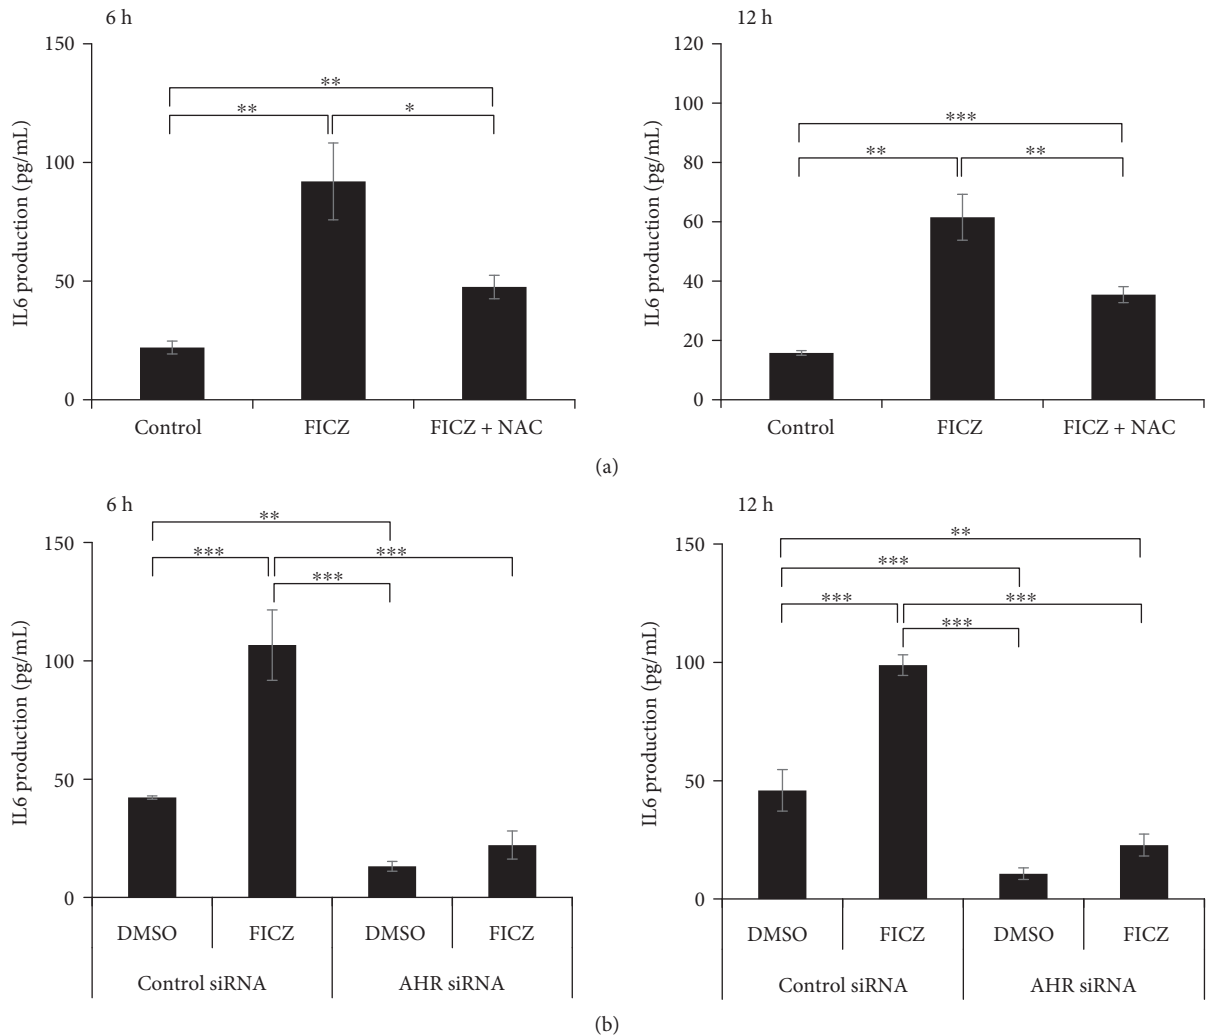 6 h
150
100
50
0
IL6 production (pg/mL)
**
**
*
Control FICZ FICZ + NAC
12 h
120
100
80
60
40
20
0
IL6 production (pg/mL)
***
**
**
Control FICZ FICZ + NAC
(a)
6 h
150
100
50
0
IL6 production (pg/mL)
**
***
***
***
DMSO FICZ DMSO FICZ
Control siRNA AHR siRNA
12 h
150
100
50
0
IL6 production (pg/mL)
**
***
***
***
***
DMSO FICZ DMSO FICZ
Control siRNA AHR siRNA
(b)